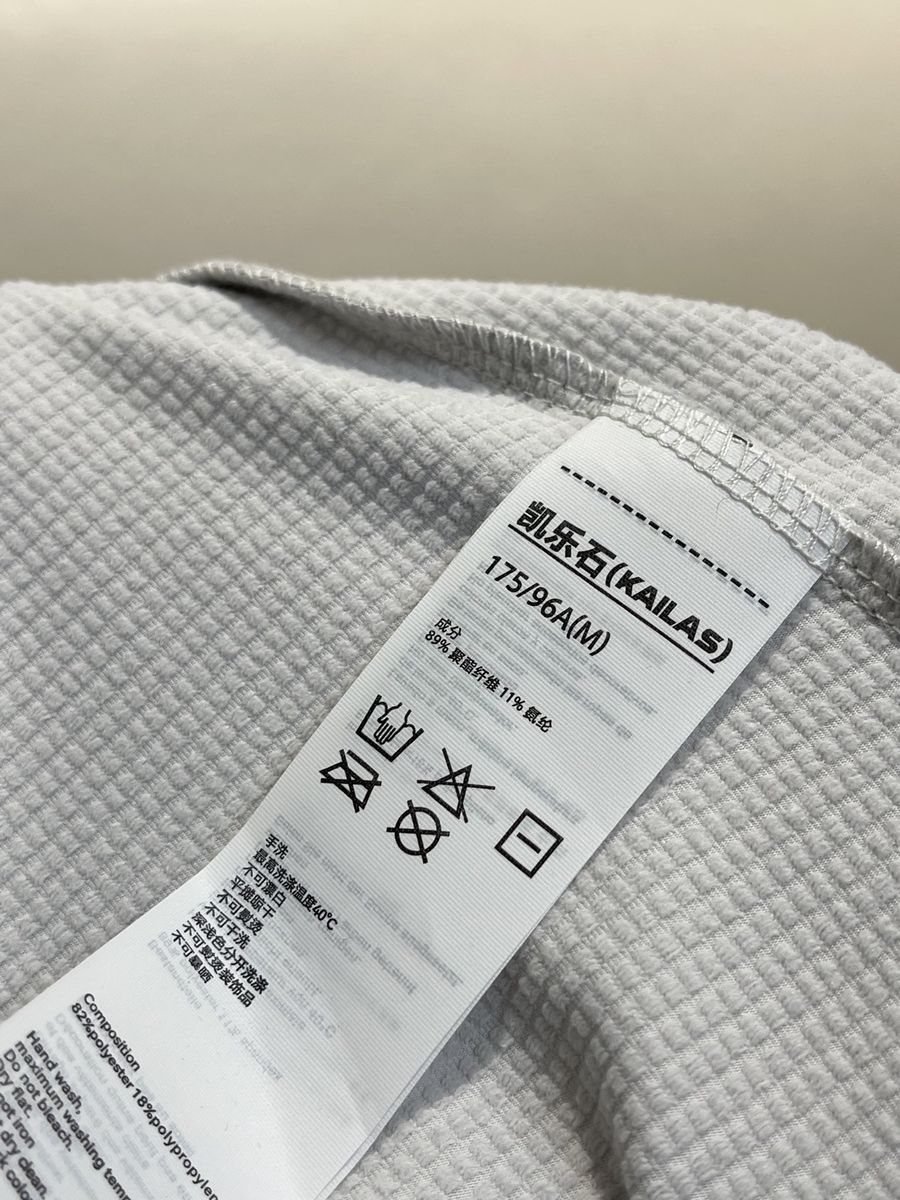 凯乐石(KAILAS)
175/96A(M)
成分
89% 聚酯纤维 11% 氨纶
手洗
最高洗涤温度40℃
不可漂白
平摊晾干
不可熨烫
不可干洗
深浅色分开洗涤
不可熨烫装饰品
不可曝晒
Composition
82%polyester 18%polypropylen
Hand wash,
maximum washing temp
Do not bleach.
Dry flat.
not iron
dry clean.